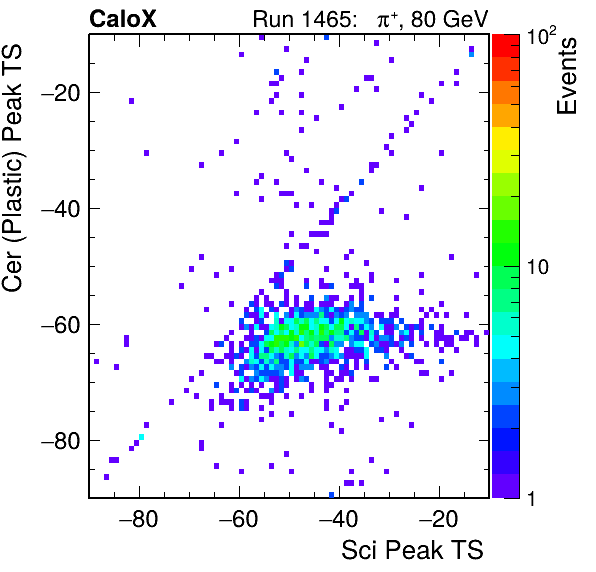 CaloX
Run 1465: π⁺, 80 GeV
Cer (Plastic) Peak TS
−20
−40
−60
−80
−80
−60
−40
−20
Sci Peak TS
10²
10
1
Events